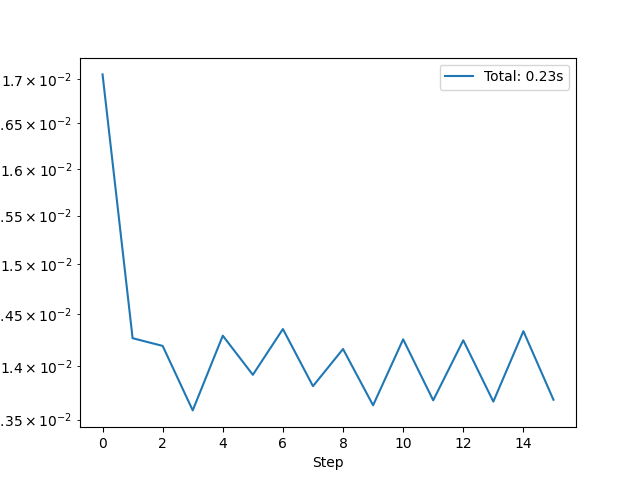 Total: 0.23s
1.7 × 10⁻²
.65 × 10⁻²
1.6 × 10⁻²
.55 × 10⁻²
1.5 × 10⁻²
.45 × 10⁻²
1.4 × 10⁻²
.35 × 10⁻²
0 2 4 6 8 10 12 14
Step